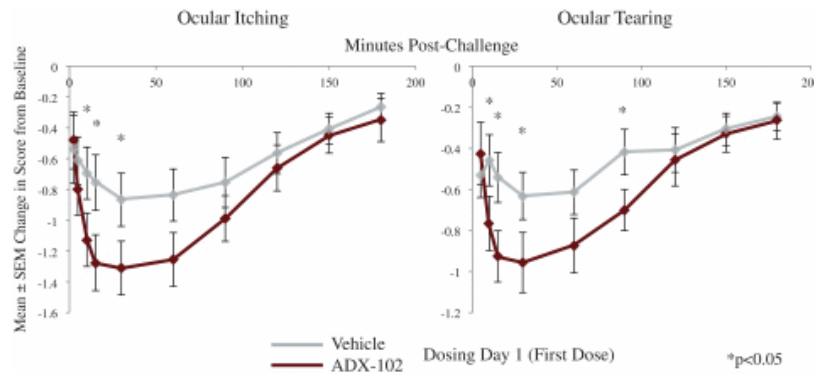 Ocular Itching
Ocular Tearing
Minutes Post-Challenge
Mean ± SEM Change in Score from Baseline
0 50 100 150 200
0
-0.2
-0.4
-0.6
-0.8
-1
-1.2
-1.4
-1.6
* * *
0 50 100 150 20
0
-0.2
-0.4
-0.6
-0.8
-1
-1.2
* * * *
Vehicle
ADX-102
Dosing Day 1 (First Dose)
*p<0.05